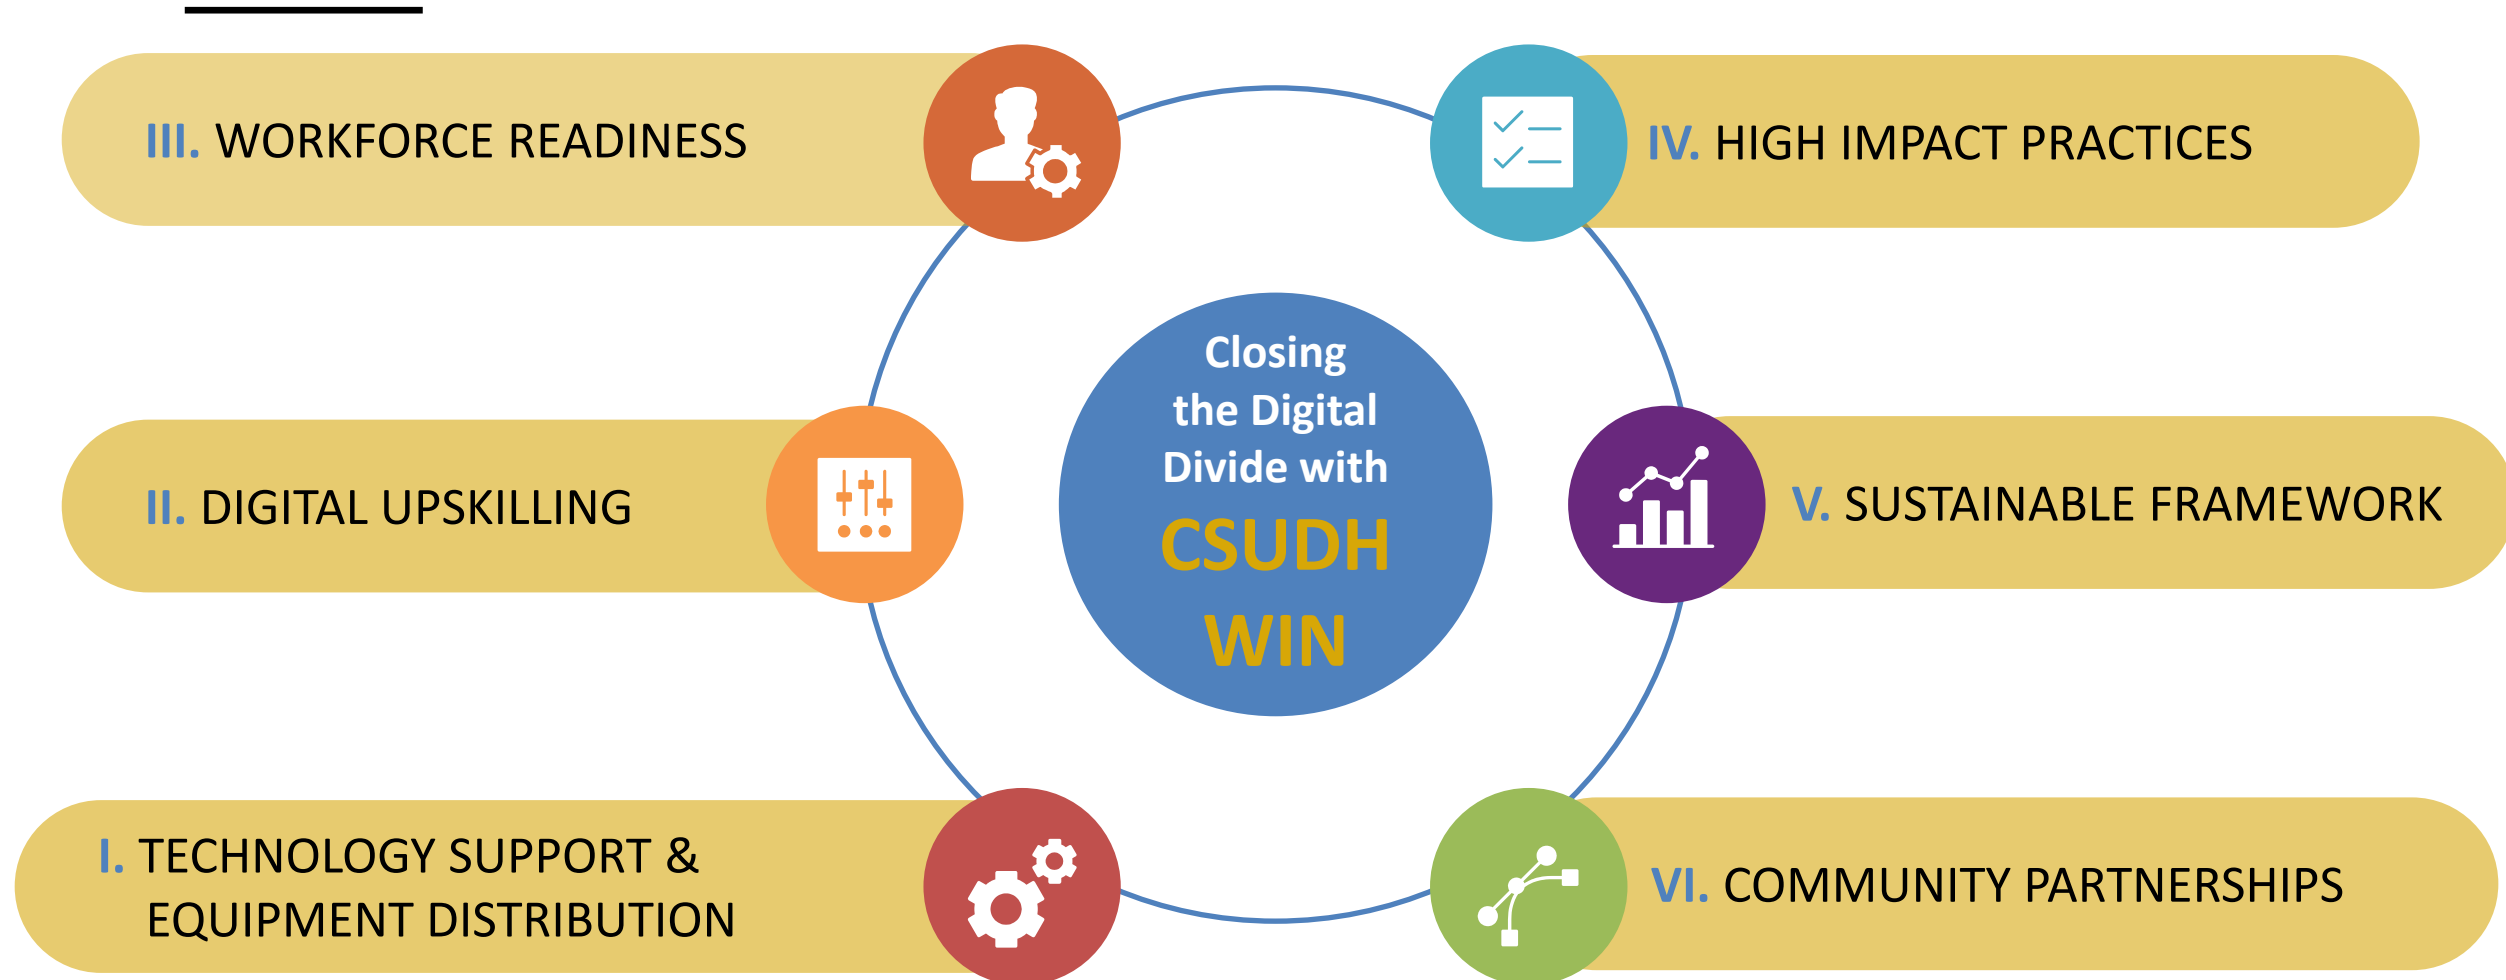 III. WORKFORCE READINESS
IV. HIGH IMPACT PRACTICES
Closing
the Digital
Divide with
CSUDH
WIN
II. DIGITAL UPSKILLING
V. SUSTAINABLE FRAMEWORK
I. TECHNOLOGY SUPPORT &
EQUIPMENT DISTRIBUTION
VI. COMMUNITY PARTNERSHIPS